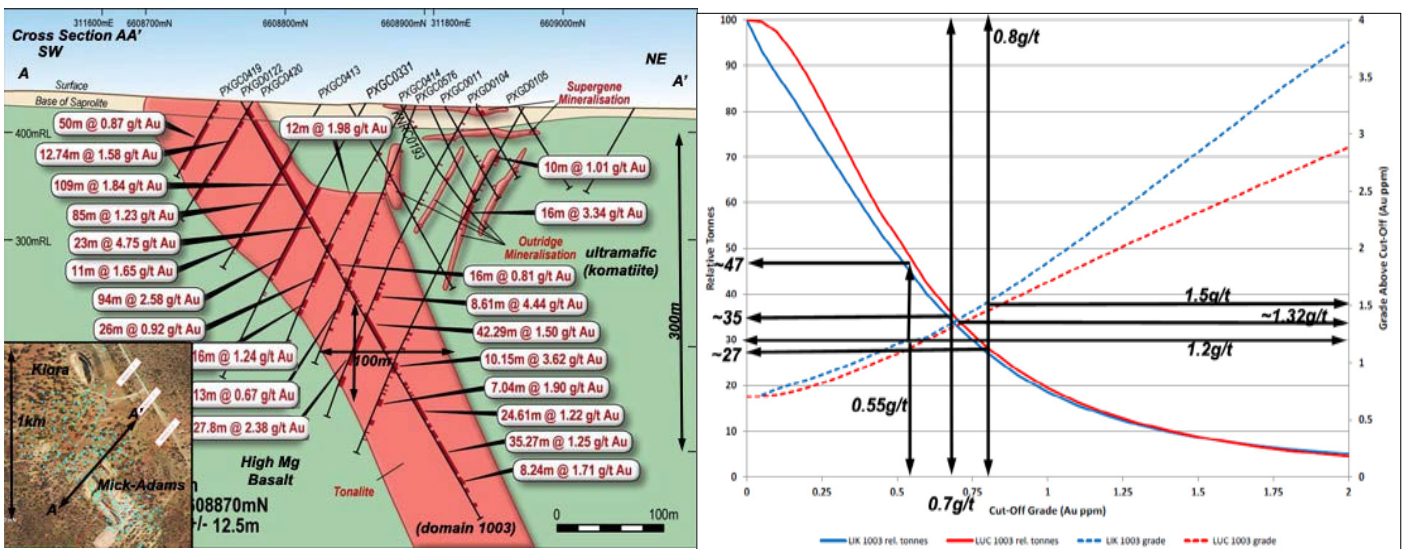 311600mE 6608700mN 6608800mN 6608900mN 311800mE 6609000mN
Cross Section AA'
SW
NE
A
A'
Surface
Base of Saprolite
PXGC0419
PXGD0122
PXGC0420
PXGC0413
PXGC0331
PXGC0414
PXGC0576
PXGC0011
PXGD0104
PXGD0105
Supergene
Mineralisation
400mRL
300mRL
50m @ 0.87 g/t Au
12.74m @ 1.58 g/t Au
109m @ 1.84 g/t Au
85m @ 1.23 g/t Au
23m @ 4.75 g/t Au
11m @ 1.65 g/t Au
94m @ 2.58 g/t Au
26m @ 0.92 g/t Au
16m @ 1.24 g/t Au
13m @ 0.67 g/t Au
27.8m @ 2.38 g/t Au
12m @ 1.98 g/t Au
10m @ 1.01 g/t Au
16m @ 3.34 g/t Au
Outridge
Mineralisation
ultramafic
(komatiite)
16m @ 0.81 g/t Au
8.61m @ 4.44 g/t Au
42.29m @ 1.50 g/t Au
10.15m @ 3.62 g/t Au
7.04m @ 1.90 g/t Au
24.61m @ 1.22 g/t Au
35.27m @ 1.25 g/t Au
8.24m @ 1.71 g/t Au
100m
300m
High Mg
Basalt
Tonalite
(domain 1003)
100m
Kiora
1km
A'
Mick-Adams
A
08870mN
+/- 12.5m
100
90
80
70
60
50
40
30
20
10
0
Relative Tonnes
~47
~35
~27
0.8g/t
1.5g/t
~1.32g/t
1.2g/t
0.55g/t
0.7g/t
4
3.5
3
2.5
2
1.5
1
0.5
0
Grade Above Cut-Off (Au ppm)
0 0.25 0.5 0.75 1 1.25 1.5 1.75 2
Cut-Off Grade (Au ppm)
LIK 1003 rel. tonnes LUC 1003 rel. tonnes LIK 1003 grade LUC 1003 grade